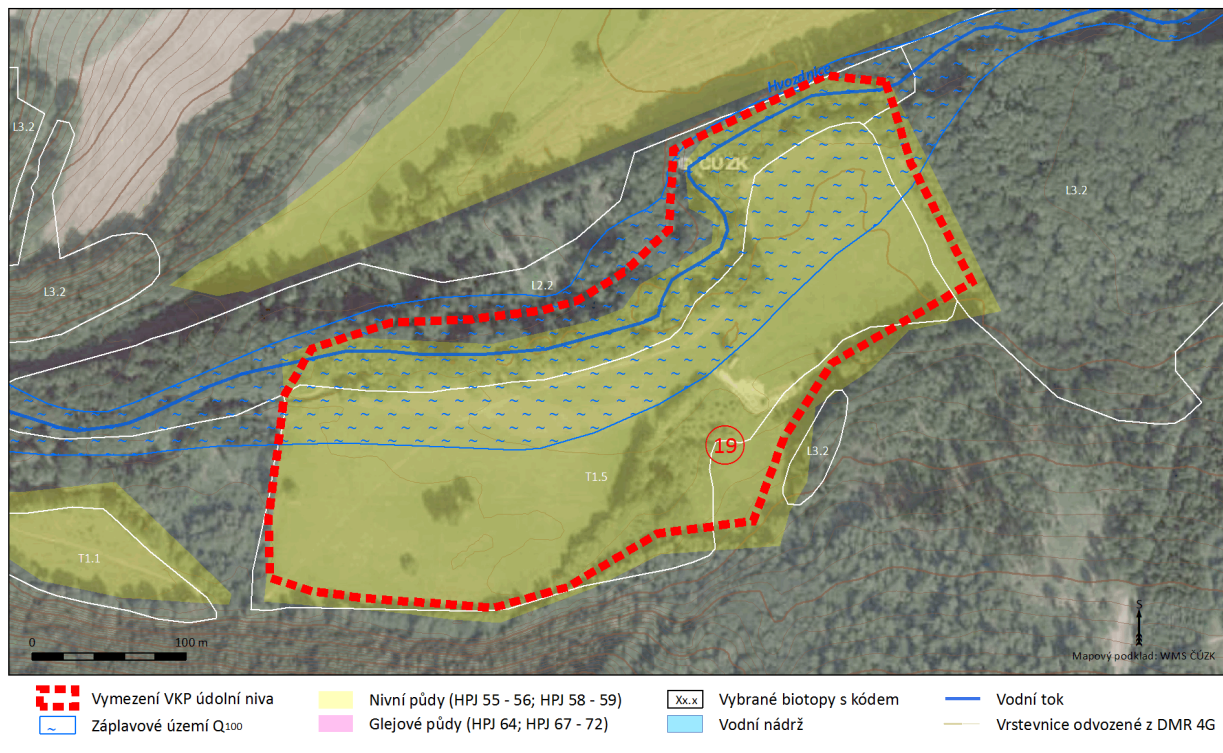 Hvozdnice
ČÚZK
L3.2
L3.2
L3.2
L2.2
L3.2
19
T1.5
T1.1
0 100 m
S
Mapový podklad: WMS ČÚZK
Vymezení VKP údolní niva
Nivní půdy (HPJ 55 - 56; HPJ 58 - 59)
Xx.x Vybrané biotopy s kódem
Vodní tok
Záplavové území Q100
Glejové půdy (HPJ 64; HPJ 67 - 72)
Vodní nádrž
Vrstevnice odvozené z DMR 4G